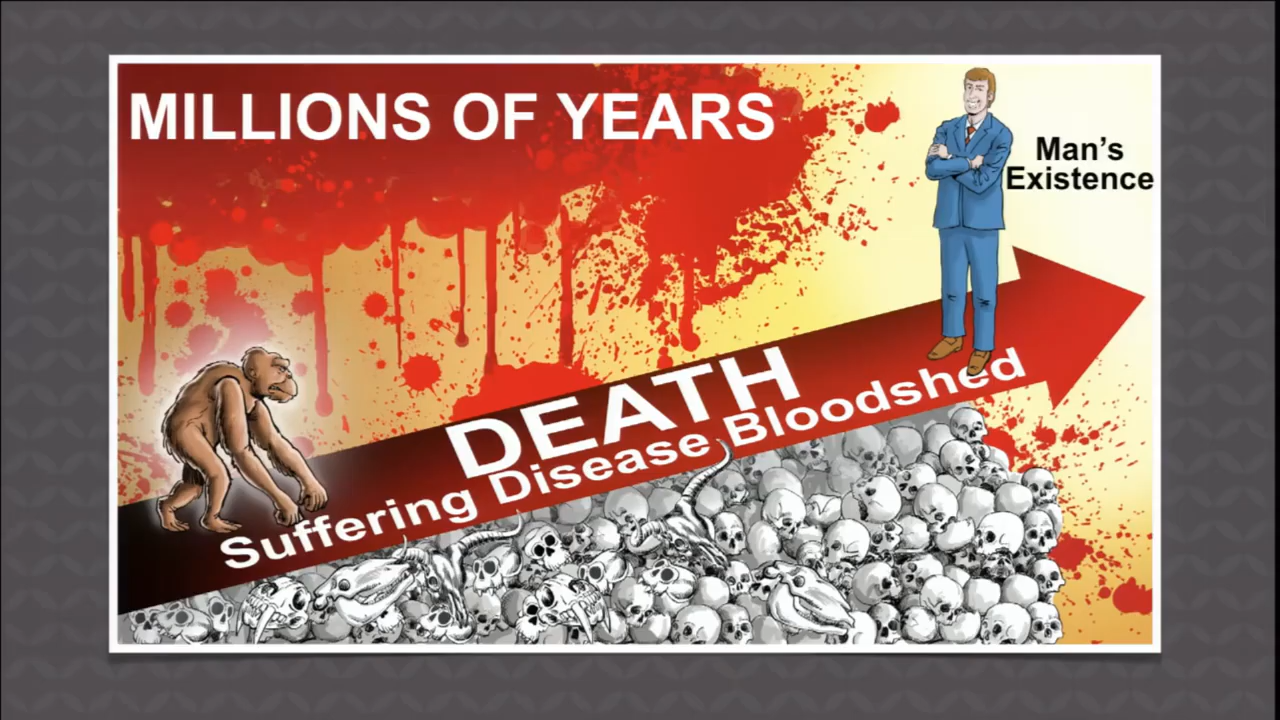 MILLIONS OF YEARS
Man's
Existence
DEATH
Suffering Disease Bloodshed